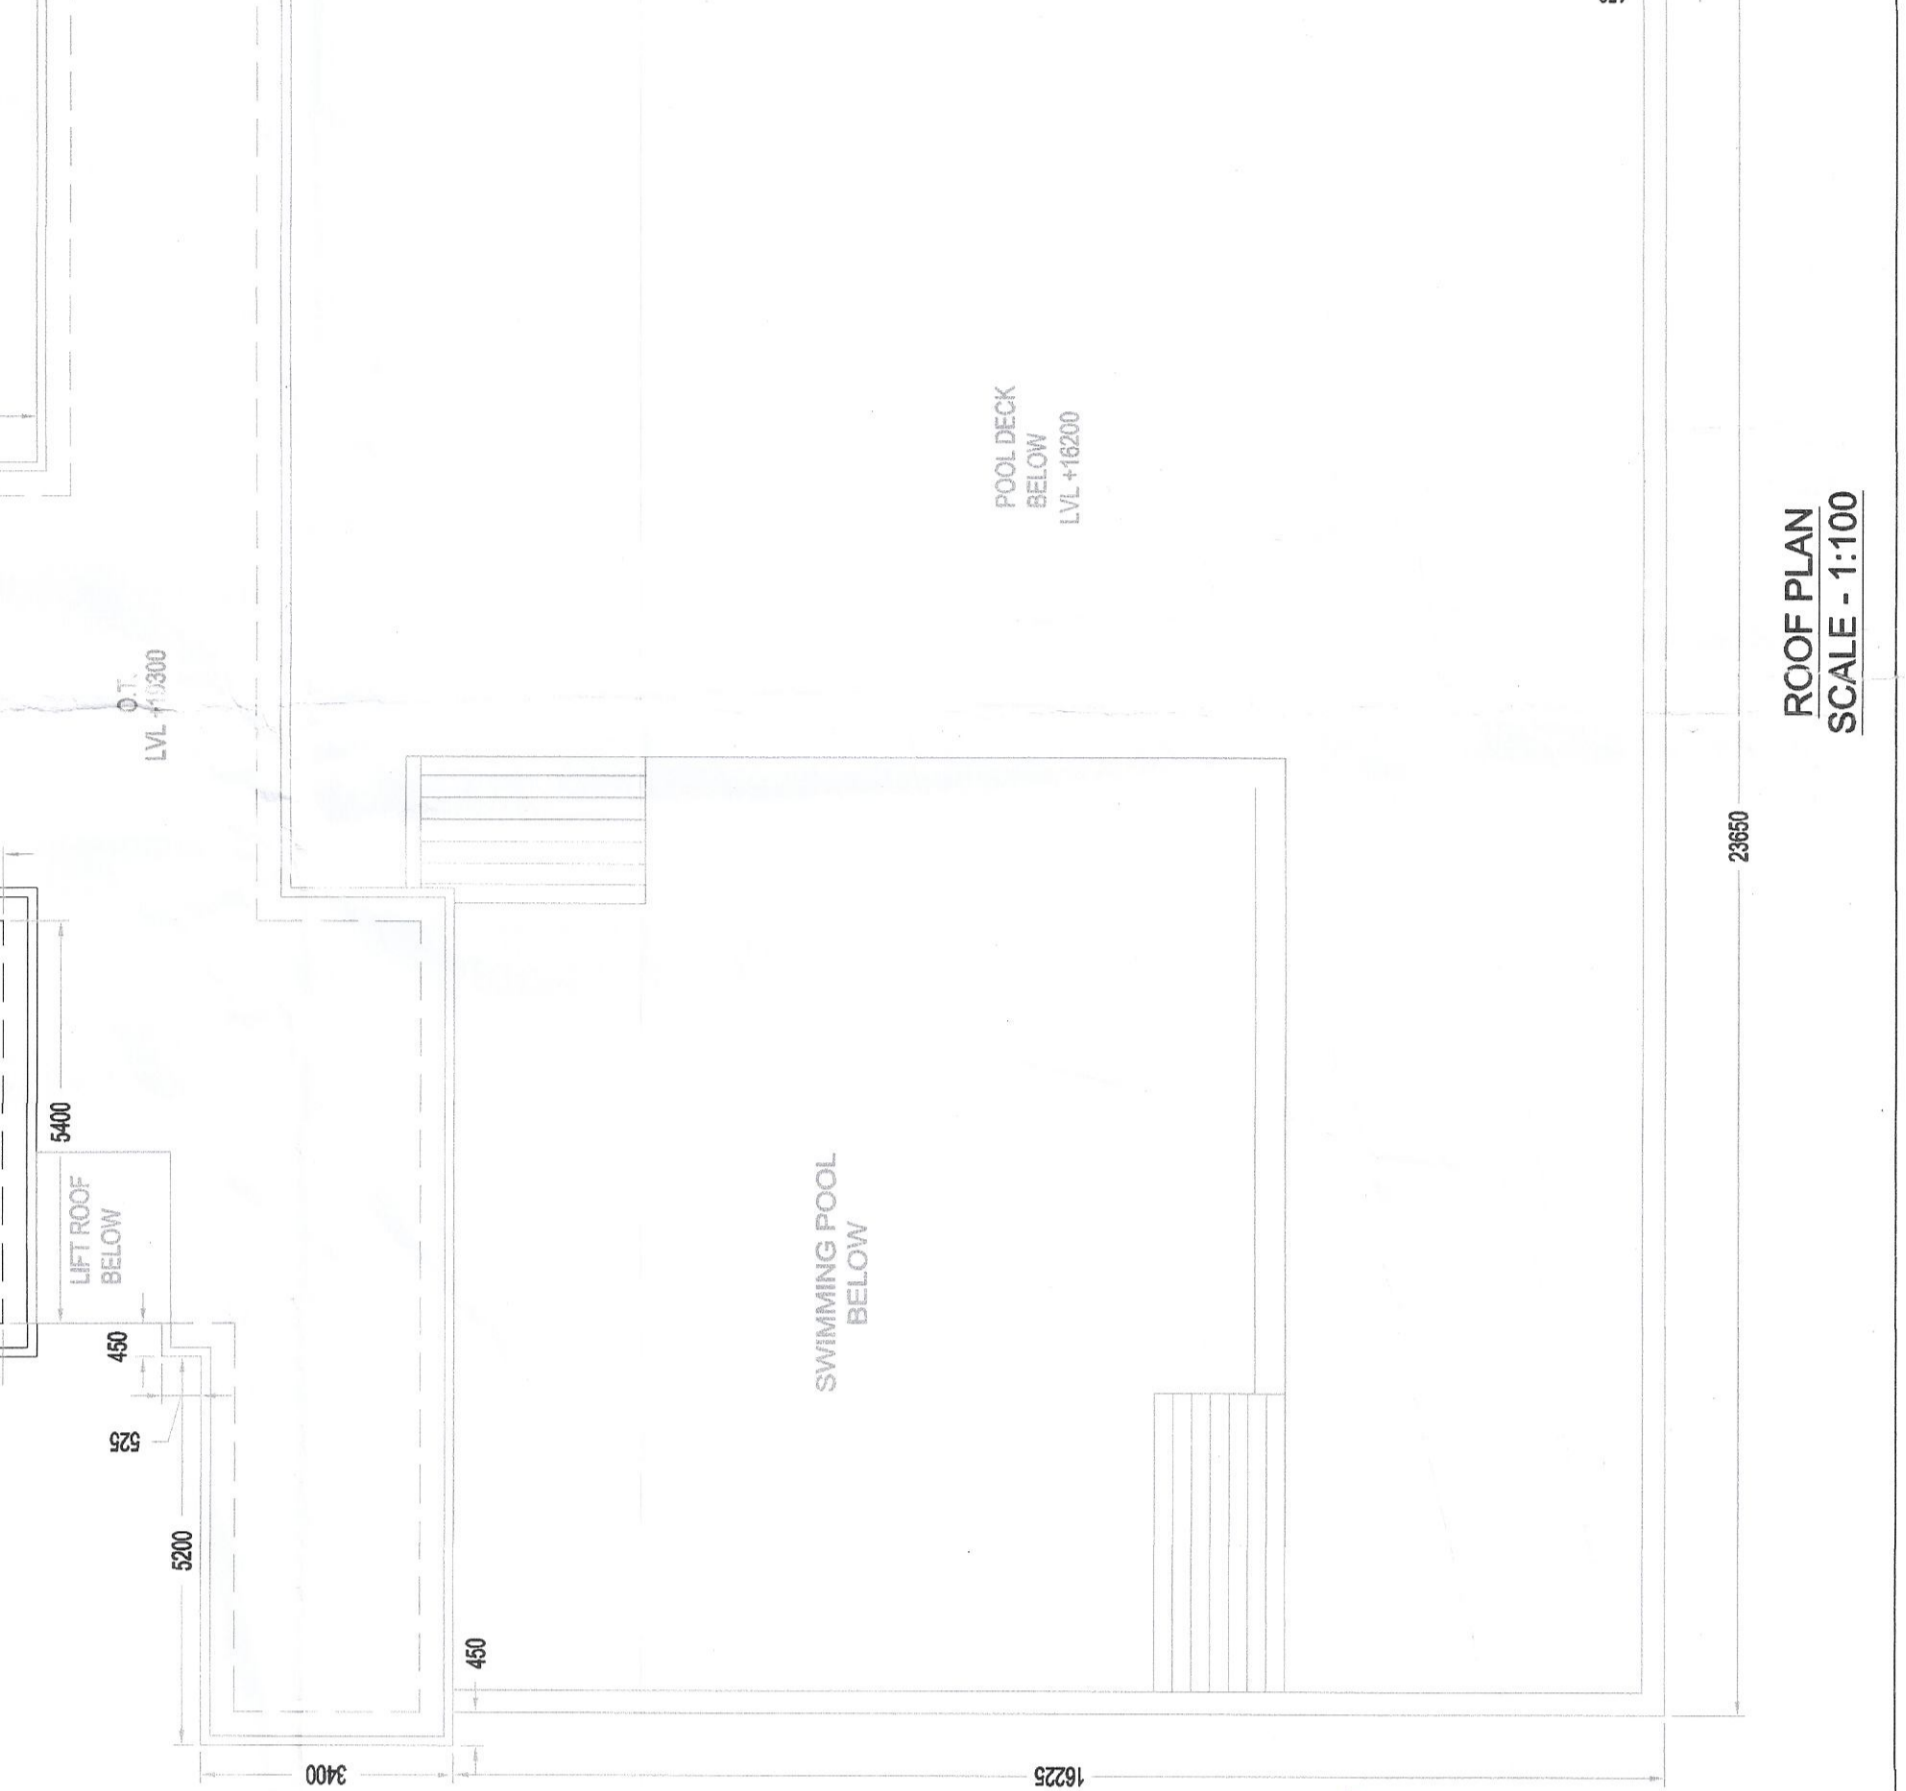 O.T.
LVL +19300
LIFT ROOF
BELOW
5400
450
525
5200
3400
450
16225
SWIMMING POOL
BELOW
POOL DECK
BELOW
LVL +16200
23650
ROOF PLAN
SCALE - 1:100